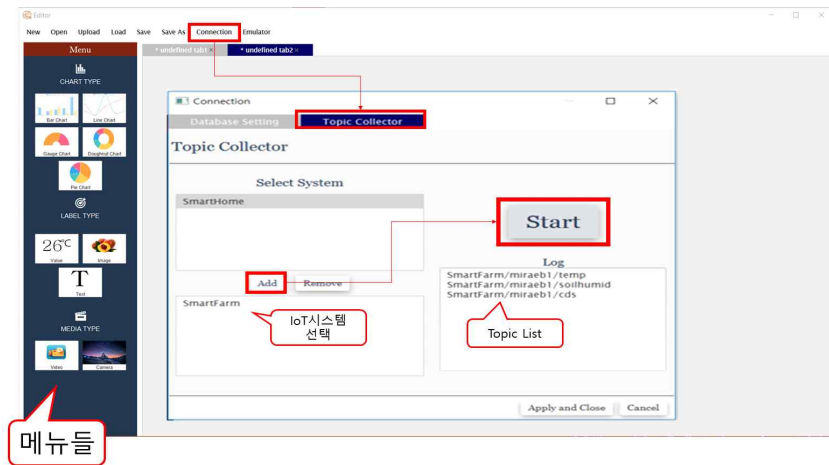 Editor
New Open Upload Load Save Save As Connection Emulator
Menu
* undefined tab1 ×
* undefined tab2 ×
CHART TYPE
Bar Chart
Line Chart
Gauge Chart
Doughnut Chart
Pie Chart
LABEL TYPE
26℃
Value
Image
T
Text
MEDIA TYPE
Video
Camera
메뉴들
Connection
Database Setting
Topic Collector
Topic Collector
Select System
SmartHome
Add
Remove
SmartFarm
IoT시스템
선택
Start
Log
SmartFarm/miraeb1/temp
SmartFarm/miraeb1/soilhumid
SmartFarm/miraeb1/cds
Topic List
Apply and Close
Cancel